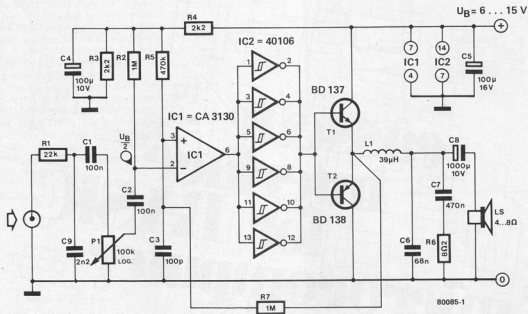 UB= 6 ... 15 V
R4
2k2
IC2 = 40106
C4
100µ
10V
R3
2k2
R2
1M
R5
470k
7
IC1
4
14
IC2
7
C5
100µ
16V
+
1
2
3
4
5
6
9
8
11
10
13
12
BD 137
T1
IC1 = CA 3130
UB
2
3
+
2
−
IC1
6
R1
22k
C1
100n
C2
100n
T2
BD 138
L1
39µH
C8
1000µ
10V
C7
470n
LS
4...8Ω
C9
2n2
P1
100k
LOG.
C3
100p
C6
68n
R6
8Ω2
0
R7
1M
80085-1